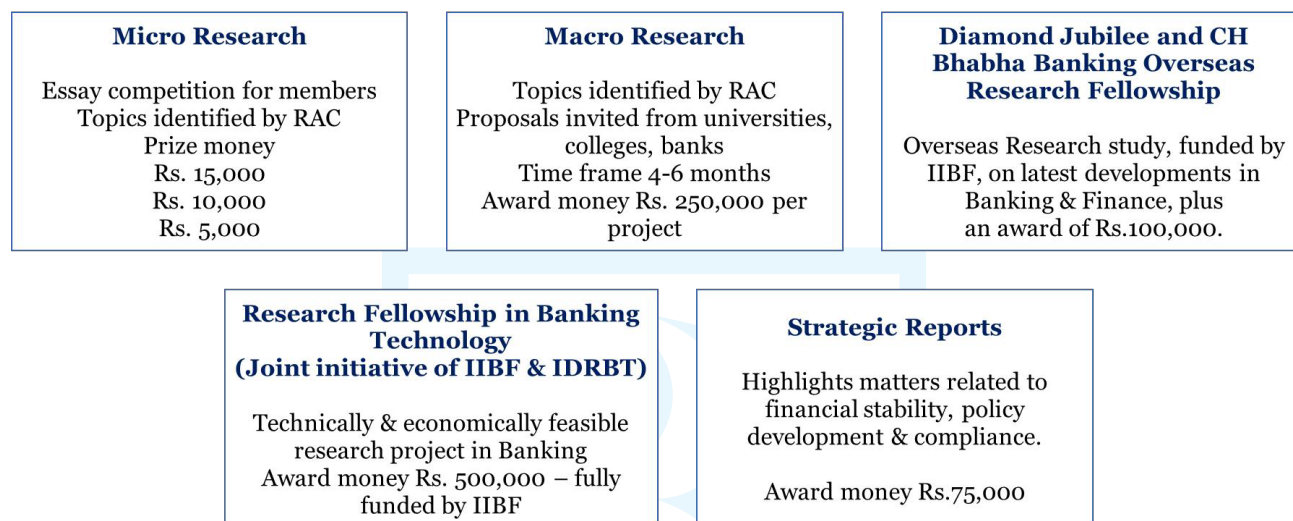 Micro Research
Essay competition for members
Topics identified by RAC
Prize money
Rs. 15,000
Rs. 10,000
Rs. 5,000
Macro Research
Topics identified by RAC
Proposals invited from universities,
colleges, banks
Time frame 4-6 months
Award money Rs. 250,000 per
project
Diamond Jubilee and CH
Bhabha Banking Overseas
Research Fellowship
Overseas Research study, funded by
IIBF, on latest developments in
Banking & Finance, plus
an award of Rs.100,000.
Research Fellowship in Banking
Technology
(Joint initiative of IIBF & IDRBT)
Technically & economically feasible
research project in Banking
Award money Rs. 500,000 – fully
funded by IIBF
Strategic Reports
Highlights matters related to
financial stability, policy
development & compliance.
Award money Rs.75,000